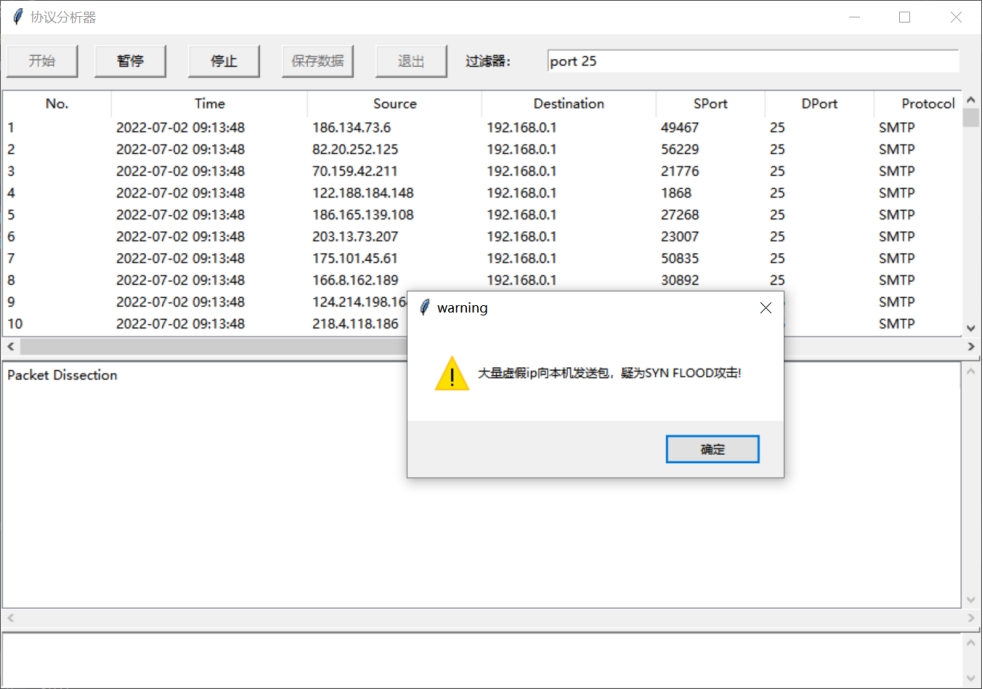 协议分析器
开始 暂停 停止 保存数据 退出 过滤器: port 25
No. Time Source Destination SPort DPort Protocol
1 2022-07-02 09:13:48 186.134.73.6 192.168.0.1 49467 25 SMTP
2 2022-07-02 09:13:48 82.20.252.125 192.168.0.1 56229 25 SMTP
3 2022-07-02 09:13:48 70.159.42.211 192.168.0.1 21776 25 SMTP
4 2022-07-02 09:13:48 122.188.184.148 192.168.0.1 1868 25 SMTP
5 2022-07-02 09:13:48 186.165.139.108 192.168.0.1 27268 25 SMTP
6 2022-07-02 09:13:48 203.13.73.207 192.168.0.1 23007 25 SMTP
7 2022-07-02 09:13:48 175.101.45.61 192.168.0.1 50835 25 SMTP
8 2022-07-02 09:13:48 166.8.162.189 192.168.0.1 30892 25 SMTP
9 2022-07-02 09:13:48 SMTP
10 2022-07-02 09:13:48 218.4.118.186 SMTP
warning
大量虚假ip向本机发送包，疑为SYN FLOOD攻击!
确定
Packet Dissection